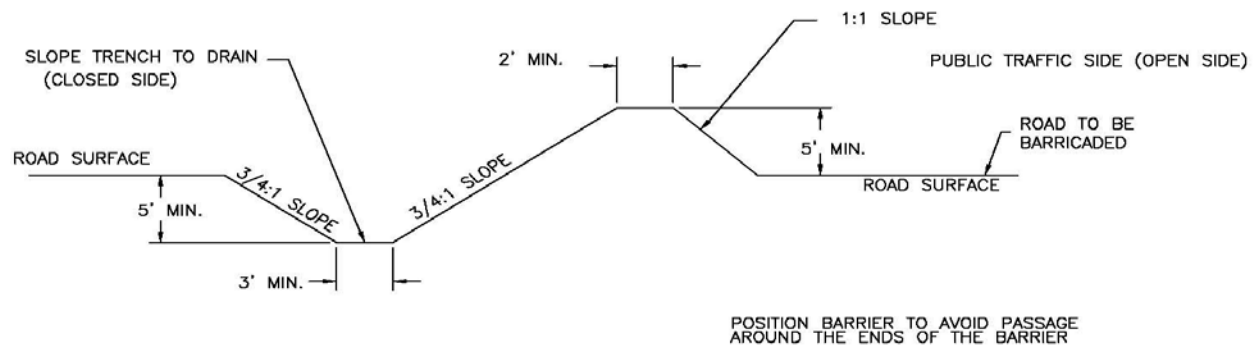 1:1 SLOPE
SLOPE TRENCH TO DRAIN
(CLOSED SIDE)
2' MIN.
PUBLIC TRAFFIC SIDE (OPEN SIDE)
ROAD SURFACE
3/4:1 SLOPE
3/4:1 SLOPE
5' MIN.
ROAD TO BE
BARRICADED
ROAD SURFACE
5' MIN.
3' MIN.
POSITION BARRIER TO AVOID PASSAGE
AROUND THE ENDS OF THE BARRIER